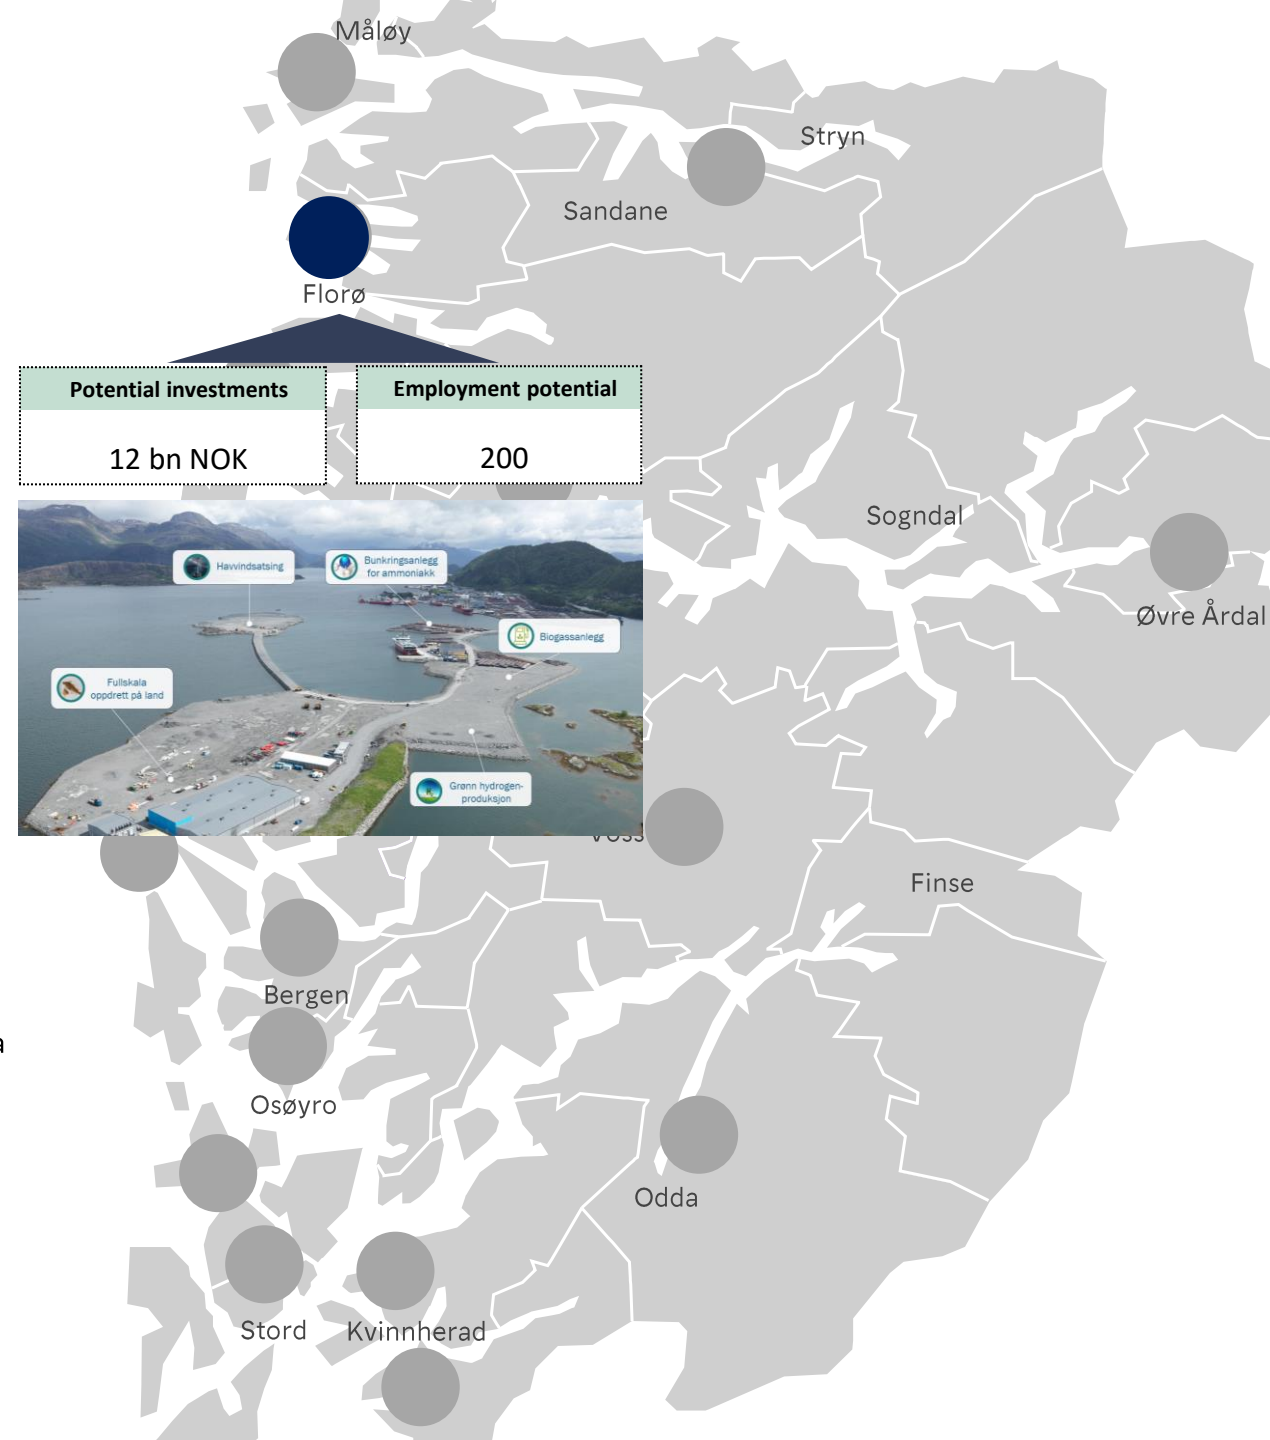 Måløy
Stryn
Sandane
Florø
Potential investments
Employment potential
12 bn NOK
200
Sogndal
Havvindsatsing
Bunkringsanlegg
for ammoniakk
Biogassanlegg
Øvre Årdal
Fullskala
oppdrett på land
Grønn hydrogen-
produksjon
Voss
Finse
Bergen
a
Osøyro
Odda
Stord
Kvinnherad